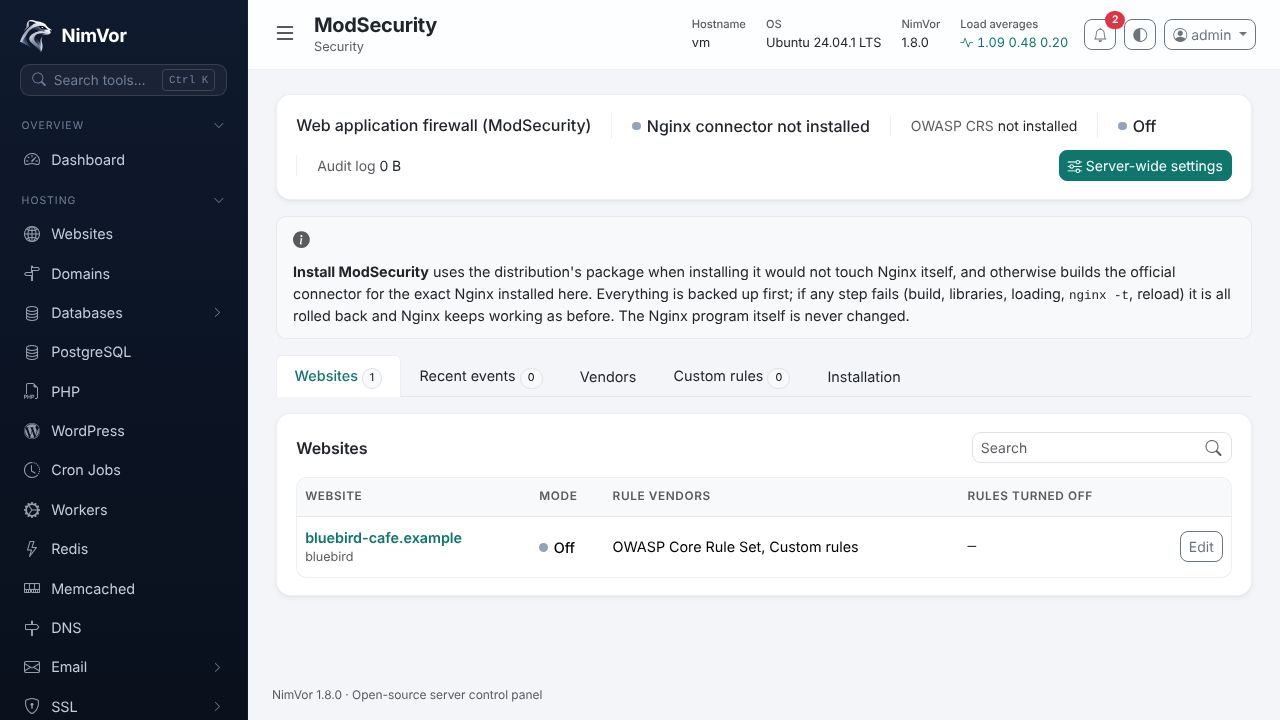 NimVor
Search tools...
Ctrl K
OVERVIEW
Dashboard
HOSTING
Websites
Domains
Databases
PostgreSQL
PHP
WordPress
Cron Jobs
Workers
Redis
Memcached
DNS
Email
SSL
ModSecurity
Security
Hostname
vm
OS
Ubuntu 24.04.1 LTS
NimVor
1.8.0
Load averages
1.09 0.48 0.20
2
admin
Web application firewall (ModSecurity)
Nginx connector not installed
OWASP CRS not installed
Off
Audit log 0 B
Server-wide settings
Install ModSecurity uses the distribution's package when installing it would not touch Nginx itself, and otherwise builds the official
connector for the exact Nginx installed here. Everything is backed up first; if any step fails (build, libraries, loading, nginx -t, reload) it is all
rolled back and Nginx keeps working as before. The Nginx program itself is never changed.
Websites 1
Recent events 0
Vendors
Custom rules 0
Installation
Websites
Search
WEBSITE MODE RULE VENDORS RULES TURNED OFF
bluebird-cafe.example
bluebird
Off
OWASP Core Rule Set, Custom rules
—
Edit
NimVor 1.8.0 · Open-source server control panel